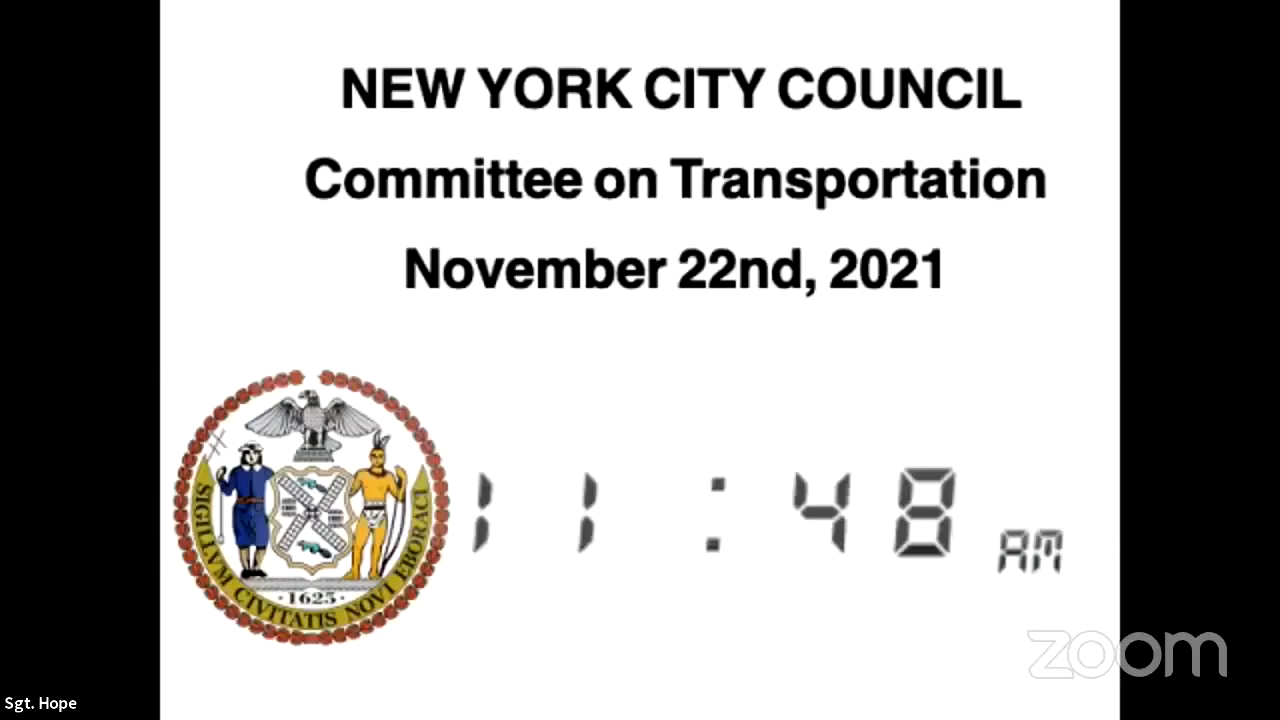 NEW YORK CITY COUNCIL
Committee on Transportation
November 22nd, 2021
11:48 AM
SIGILLVM CIVITATIS NOVI EBORACI
·1625·
zoom
Sgt. Hope